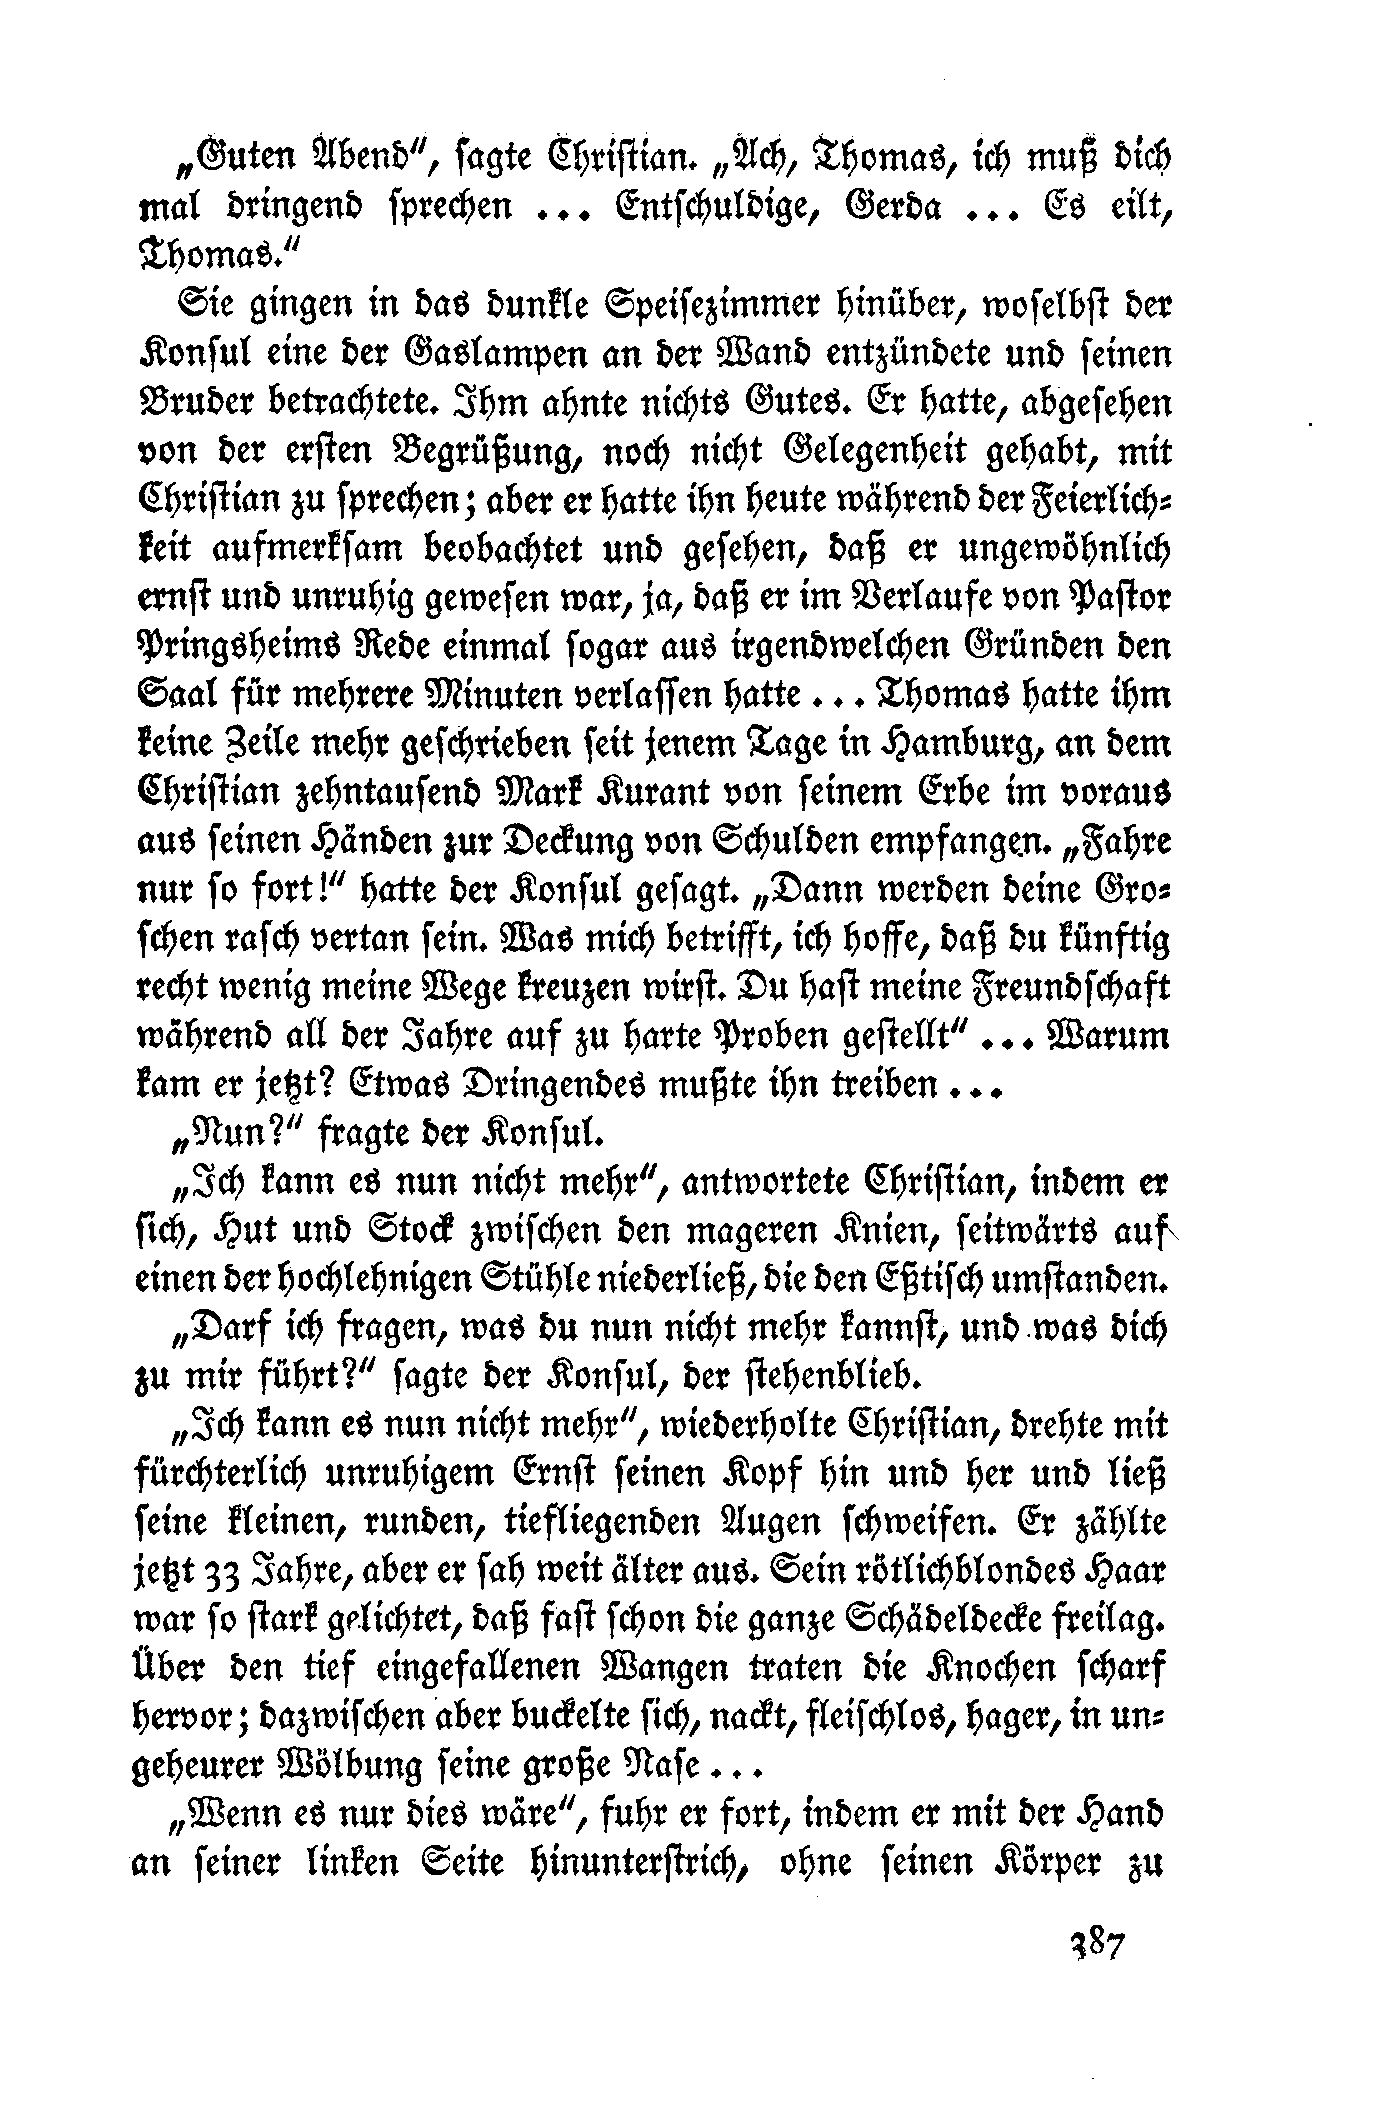 „Guten Abend“, sagte Christian. „Ach, Thomas, ich muß dich
mal dringend sprechen ... Entschuldige, Gerda ... Es eilt,
Thomas.“
Sie gingen in das dunkle Speisezimmer hinüber, woselbst der
Konsul eine der Gaslampen an der Wand entzündete und seinen
Bruder betrachtete. Ihm ahnte nichts Gutes. Er hatte, abgesehen
von der ersten Begrüßung, noch nicht Gelegenheit gehabt, mit
Christian zu sprechen; aber er hatte ihn heute während der Feierlich-
keit aufmerksam beobachtet und gesehen, daß er ungewöhnlich
ernst und unruhig gewesen war, ja, daß er im Verlaufe von Pastor
Pringsheims Rede einmal sogar aus irgendwelchen Gründen den
Saal für mehrere Minuten verlassen hatte ... Thomas hatte ihm
keine Zeile mehr geschrieben seit jenem Tage in Hamburg, an dem
Christian zehntausend Mark Kurant von seinem Erbe im voraus
aus seinen Händen zur Deckung von Schulden empfangen. „Fahre
nur so fort!“ hatte der Konsul gesagt. „Dann werden deine Gro-
schen rasch vertan sein. Was mich betrifft, ich hoffe, daß du künftig
recht wenig meine Wege kreuzen wirst. Du hast meine Freundschaft
während all der Jahre auf zu harte Proben gestellt“ ... Warum
kam er jetzt? Etwas Dringendes mußte ihn treiben ...
„Nun?“ fragte der Konsul.
„Ich kann es nun nicht mehr“, antwortete Christian, indem er
sich, Hut und Stock zwischen den mageren Knien, seitwärts auf
einen der hochlehnigen Stühle niederließ, die den Eßtisch umstanden.
„Darf ich fragen, was du nun nicht mehr kannst, und was dich
zu mir führt?“ sagte der Konsul, der stehenblieb.
„Ich kann es nun nicht mehr“, wiederholte Christian, drehte mit
fürchterlich unruhigem Ernst seinen Kopf hin und her und ließ
seine kleinen, runden, tiefliegenden Augen schweifen. Er zählte
jetzt 33 Jahre, aber er sah weit älter aus. Sein rötlichblondes Haar
war so stark gelichtet, daß fast schon die ganze Schädeldecke freilag.
Über den tief eingefallenen Wangen traten die Knochen scharf
hervor; dazwischen aber buckelte sich, nackt, fleischlos, hager, in un-
geheurer Wölbung seine große Nase ...
„Wenn es nur dies wäre“, fuhr er fort, indem er mit der Hand
an seiner linken Seite hinunterstrich, ohne seinen Körper zu
387